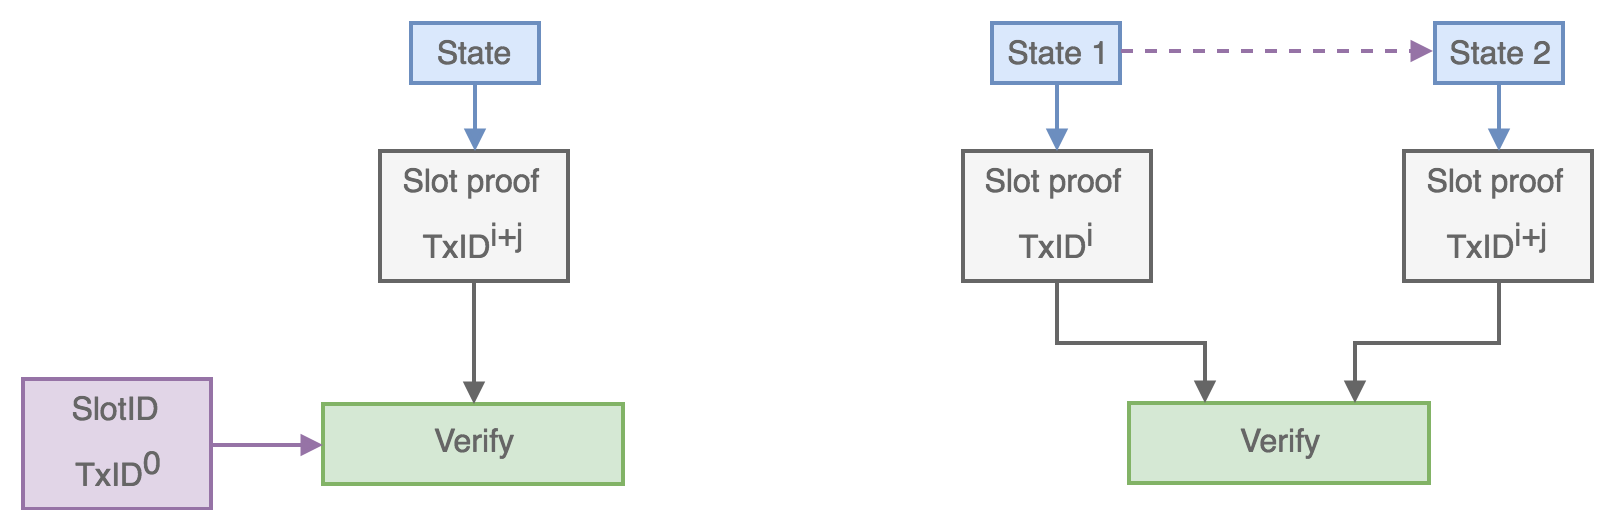 State
Slot proof
TxID^i+j
SlotID
TxID^0
Verify
State 1
State 2
Slot proof
TxID^i
Slot proof
TxID^i+j
Verify